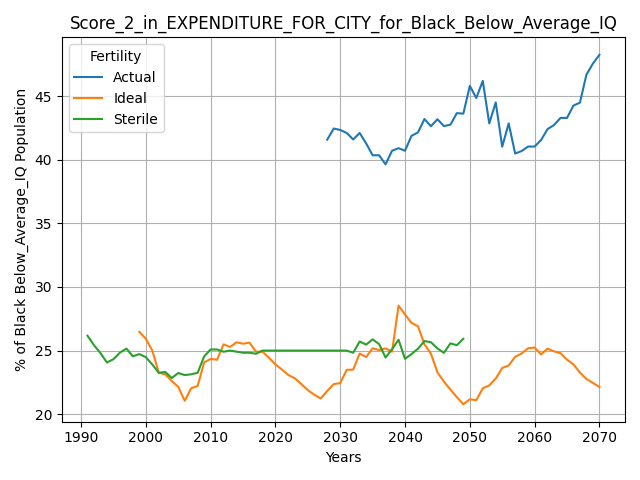 Score_2_in_EXPENDITURE_FOR_CITY_for_Black_Below_Average_IQ
Fertility
Actual
Ideal
Sterile
% of Black Below_Average_IQ Population
45
40
35
30
25
20
1990 2000 2010 2020 2030 2040 2050 2060 2070
Years